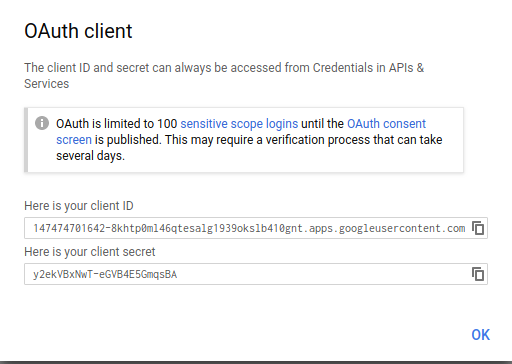 OAuth client
The client ID and secret can always be accessed from Credentials in APIs &
Services
OAuth is limited to 100 sensitive scope logins until the OAuth consent
screen is published. This may require a verification process that can take
several days.
Here is your client ID
147474701642-8khtp0ml46qtesalg1939okslb410gnt.apps.googleusercontent.com
Here is your client secret
y2ekVBxNwT-eGVB4E5GmqsBA
OK